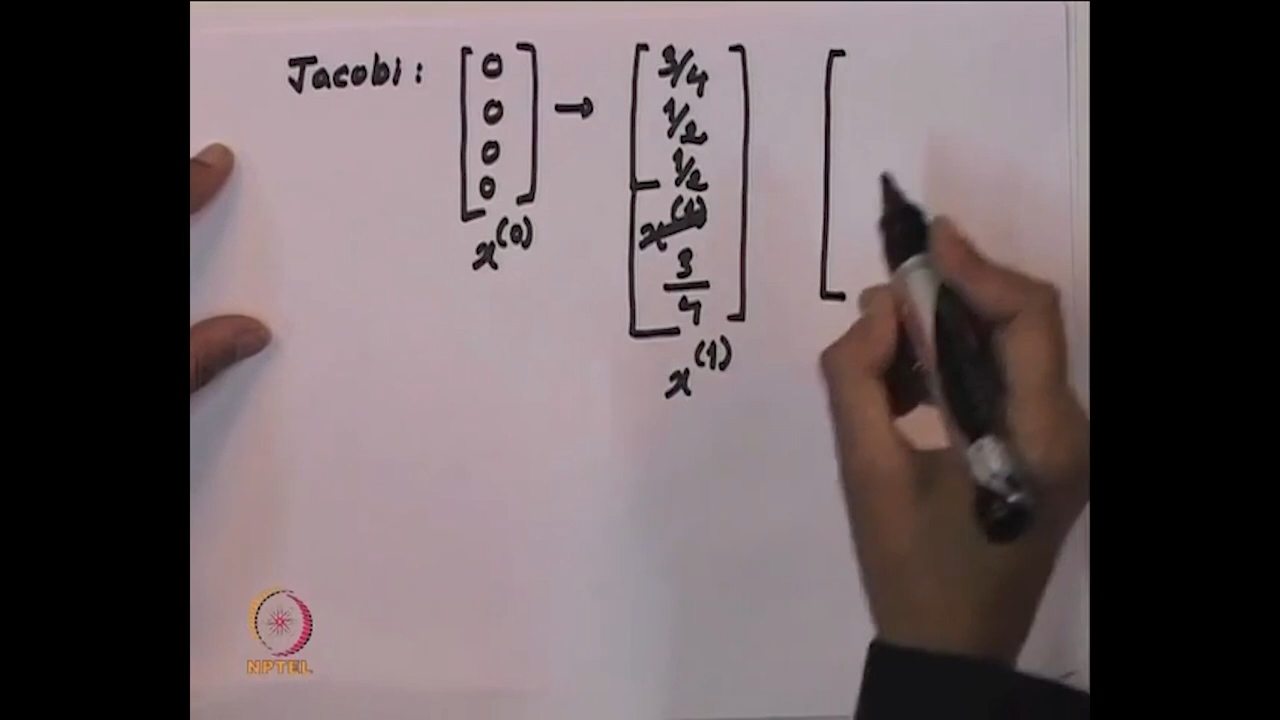 Jacobi: [0 0 0 0] → [3/4 1/2 1/2 3/4] [
x^(0)
x^(1)
NPTEL